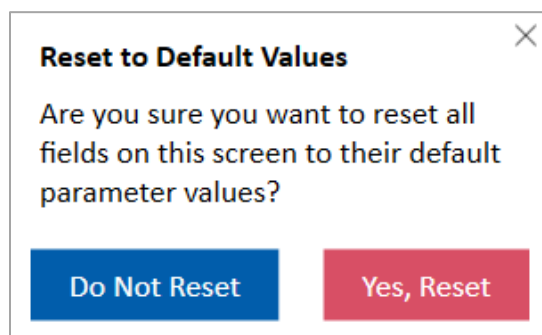 Reset to Default Values
Are you sure you want to reset all
fields on this screen to their default
parameter values?
Do Not Reset
Yes, Reset